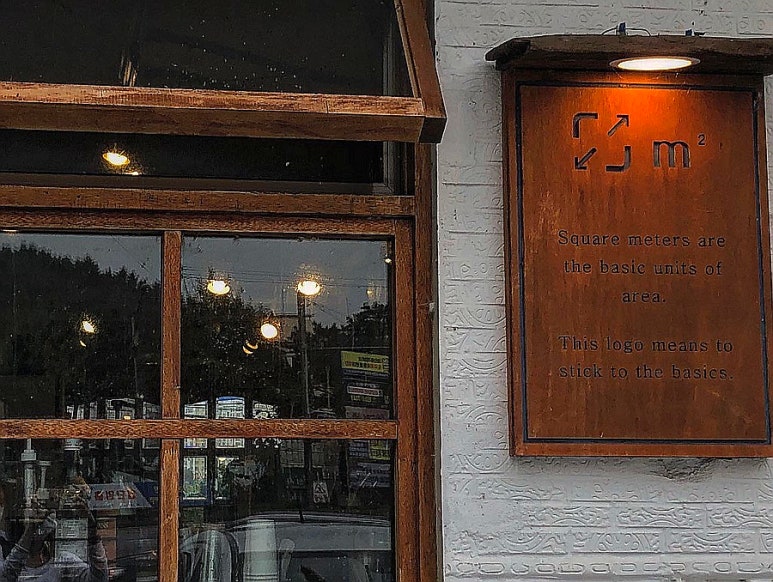 m²
Square meters are
the basic units of
area.
This logo means to
stick to the basics.